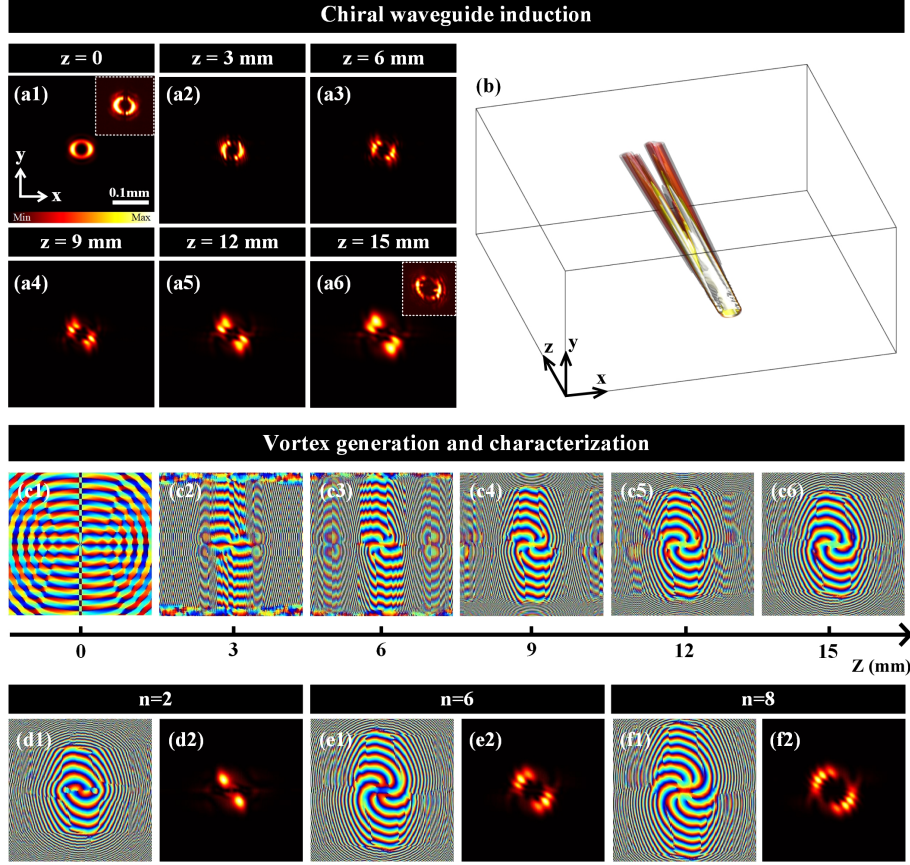 Chiral waveguide induction
z = 0
z = 3 mm
z = 6 mm
(a1)
(a2)
(a3)
(b)
y
x
0.1mm
Min
Max
z = 9 mm
z = 12 mm
z = 15 mm
(a4)
(a5)
(a6)
z
y
x
Vortex generation and characterization
(c1)
(c2)
(c3)
(c4)
(c5)
(c6)
0
3
6
9
12
15
Z (mm)
n=2
n=6
n=8
(d1)
(d2)
(e1)
(e2)
(f1)
(f2)